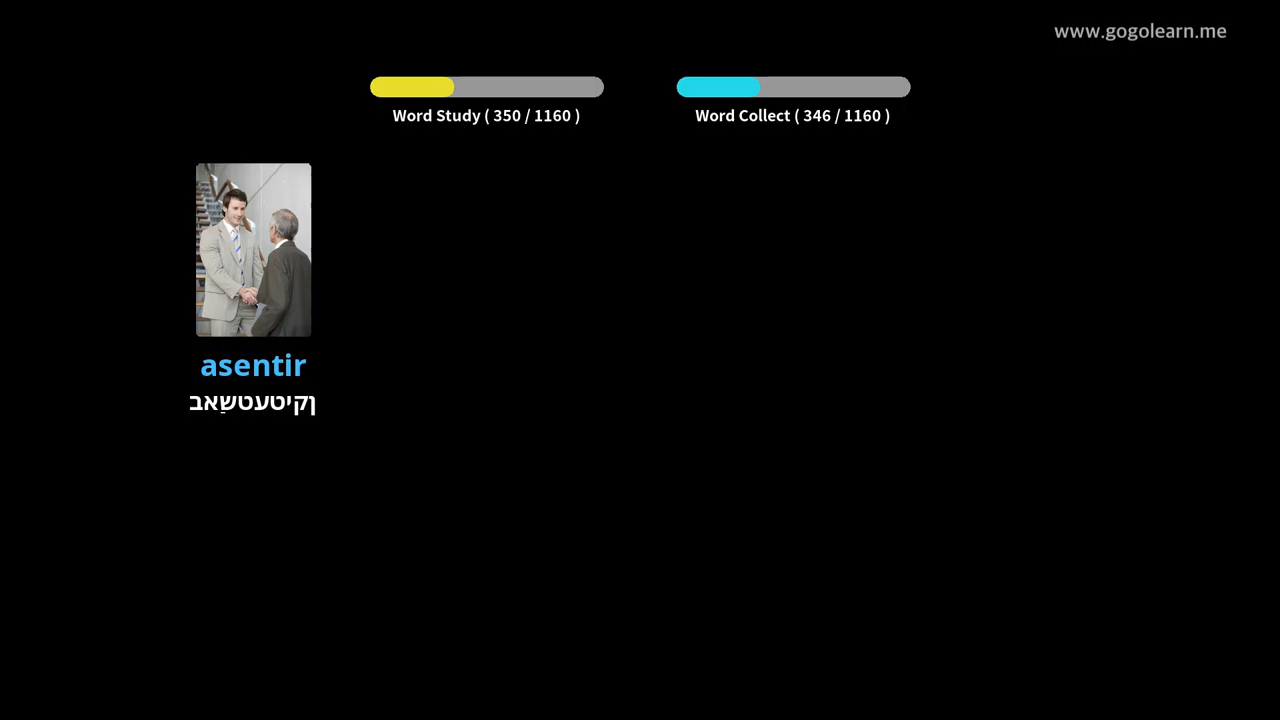 www.gogolearn.me
Word Study ( 350 / 1160 )
Word Collect ( 346 / 1160 )
asentir
ןקיטעטשַאב